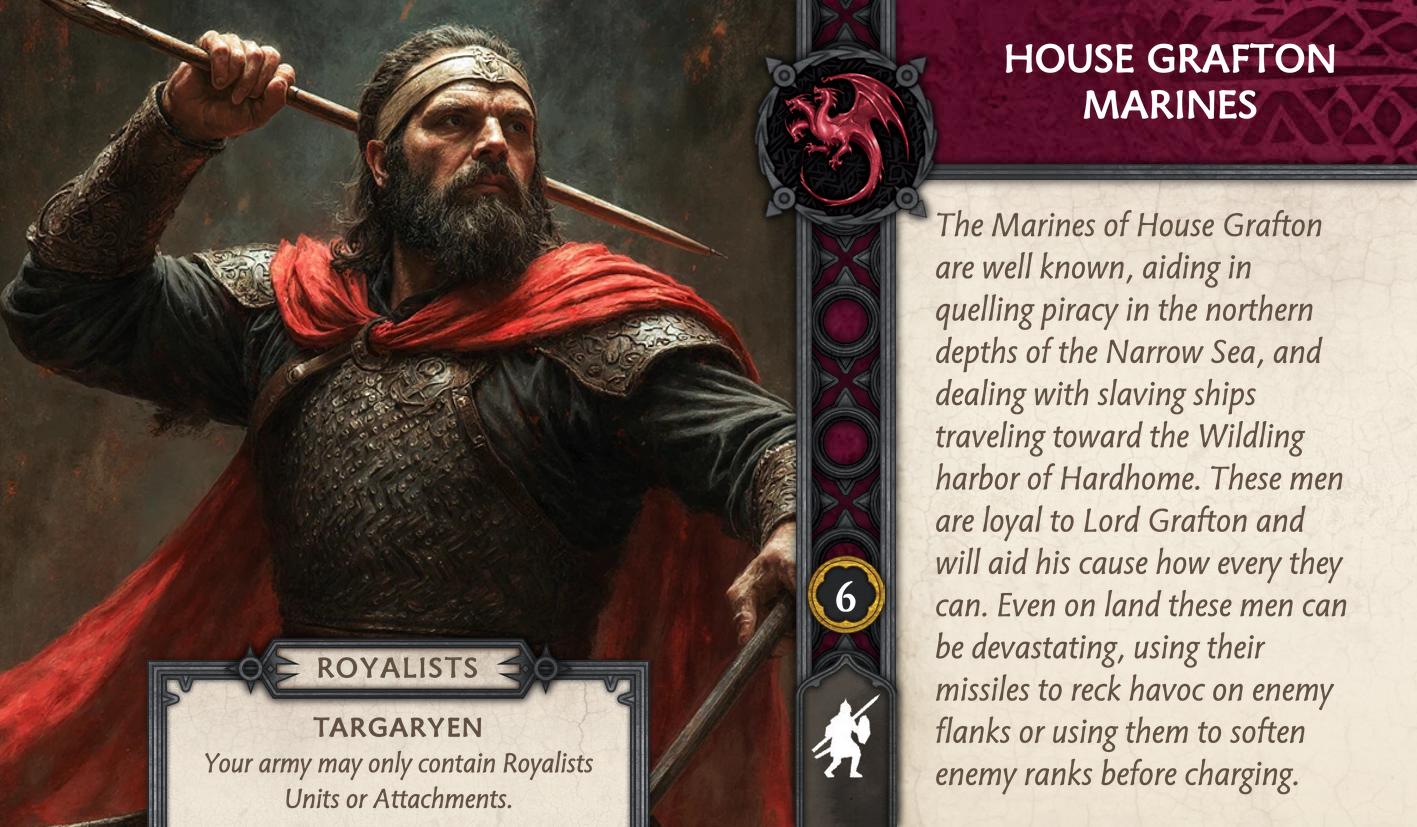 HOUSE GRAFTON
MARINES
The Marines of House Grafton
are well known, aiding in
quelling piracy in the northern
depths of the Narrow Sea, and
dealing with slaving ships
traveling toward the Wildling
harbor of Hardhome. These men
are loyal to Lord Grafton and
will aid his cause how every they
can. Even on land these men can
be devastating, using their
missiles to reck havoc on enemy
flanks or using them to soften
enemy ranks before charging.
6
ROYALISTS
TARGARYEN
Your army may only contain Royalists
Units or Attachments.